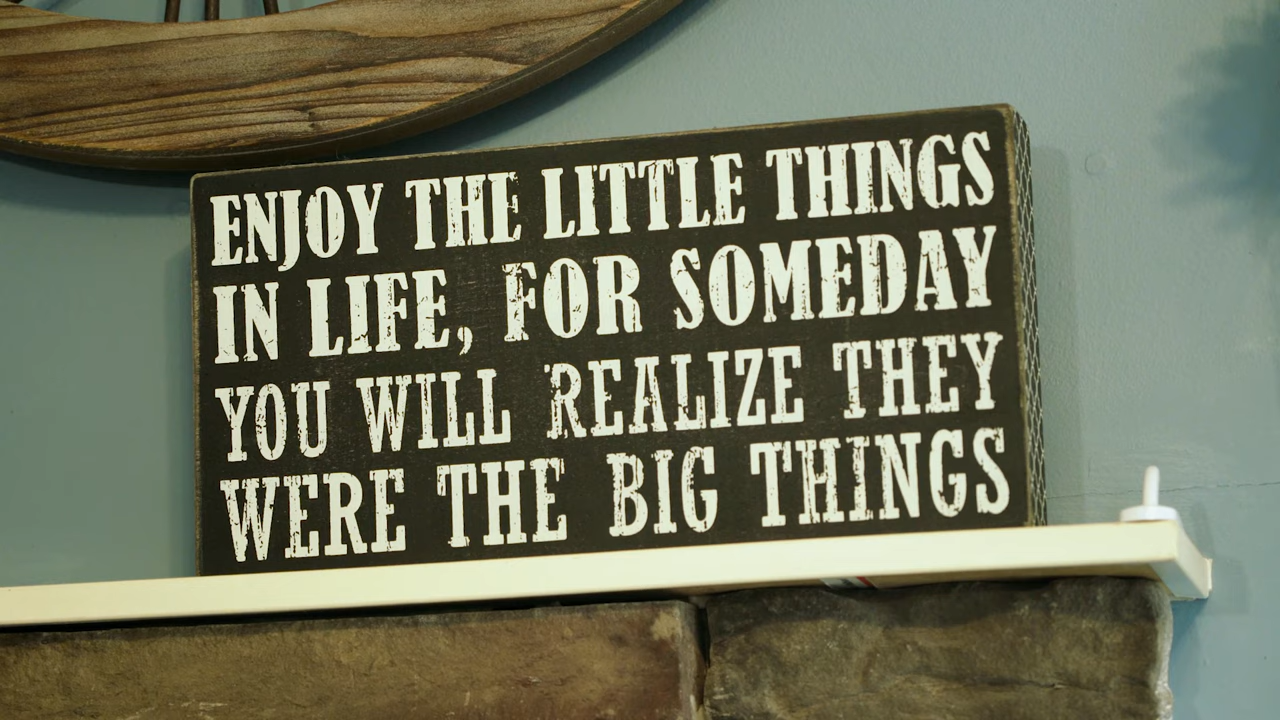 ENJOY THE LITTLE THINGS
IN LIFE, FOR SOMEDAY
YOU WILL REALIZE THEY
WERE THE BIG THINGS